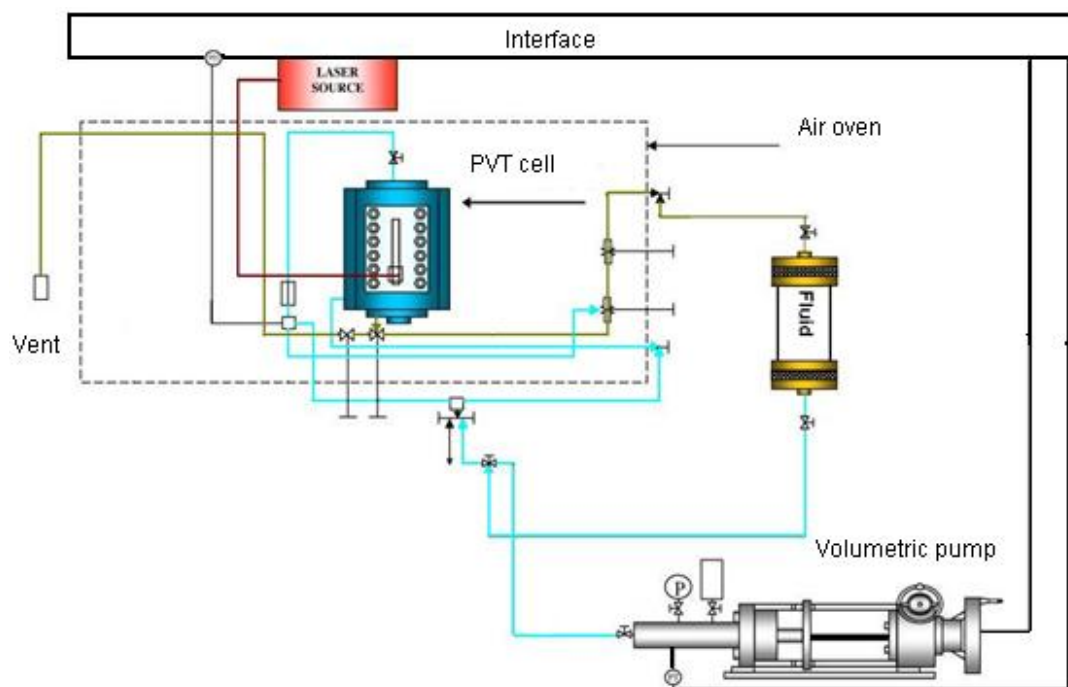 Interface
LASER
SOURCE
Air oven
PVT cell
Fluid
Vent
Volumetric pump
P